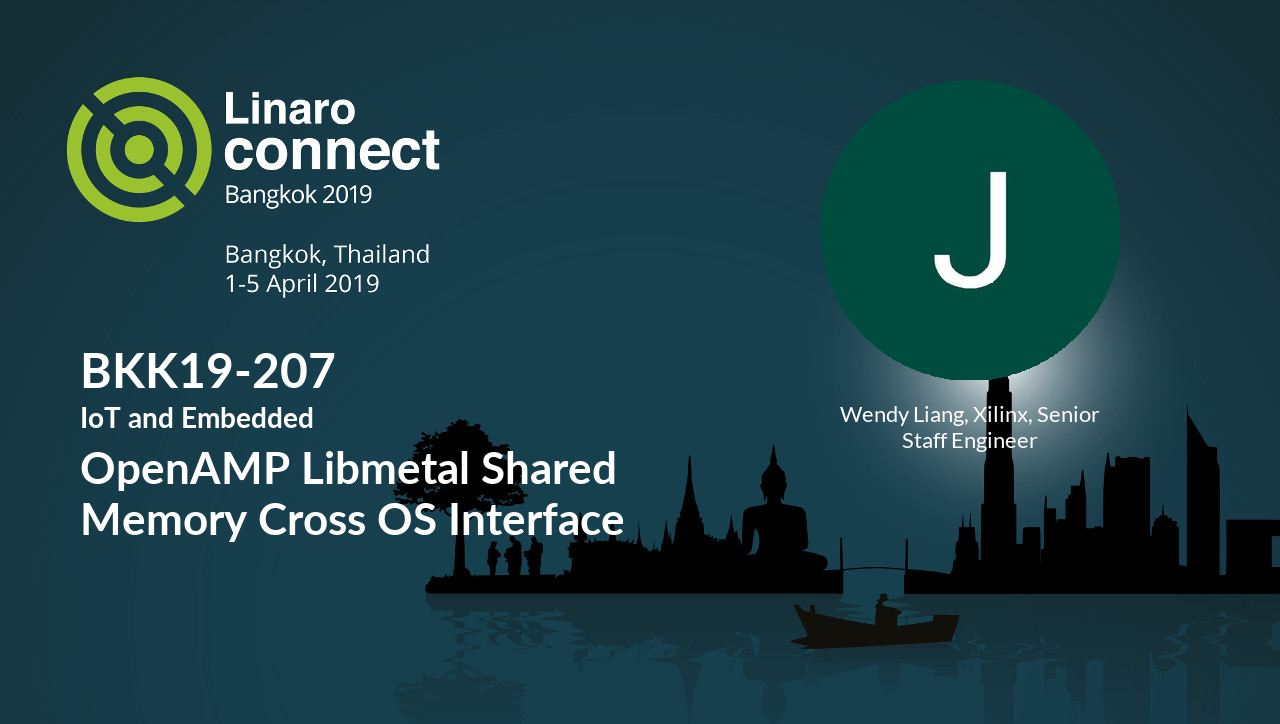 Linaro
connect
Bangkok 2019
Bangkok, Thailand
1-5 April 2019
BKK19-207
IoT and Embedded
OpenAMP Libmetal Shared
Memory Cross OS Interface
J
Wendy Liang, Xilinx, Senior
Staff Engineer